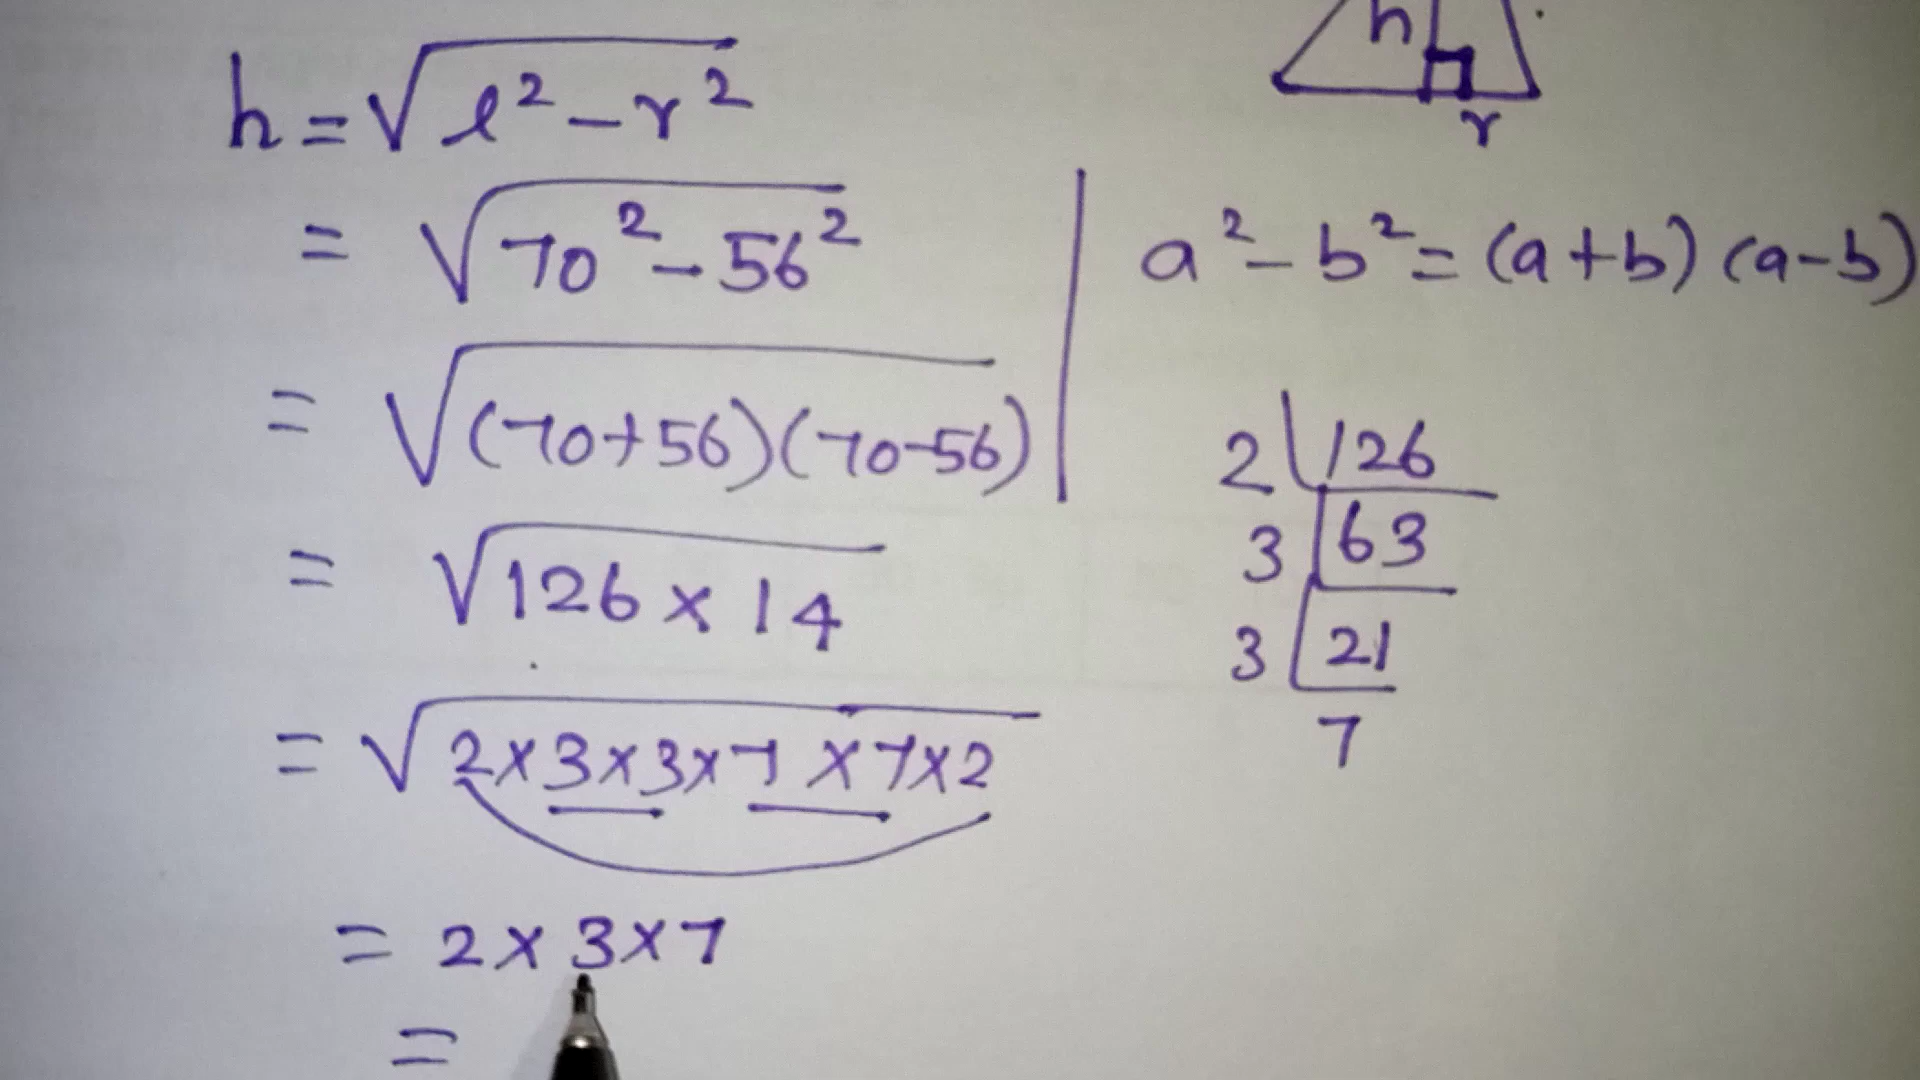 h
r
h = √l² - r²
= √70² - 56²
a² - b² = (a+b) (a-b)
= √(70+56)(70-56)
= √126 × 14
= √2×3×3×7×7×2
= 2×3×7
=
2 126
3 63
3 21
7